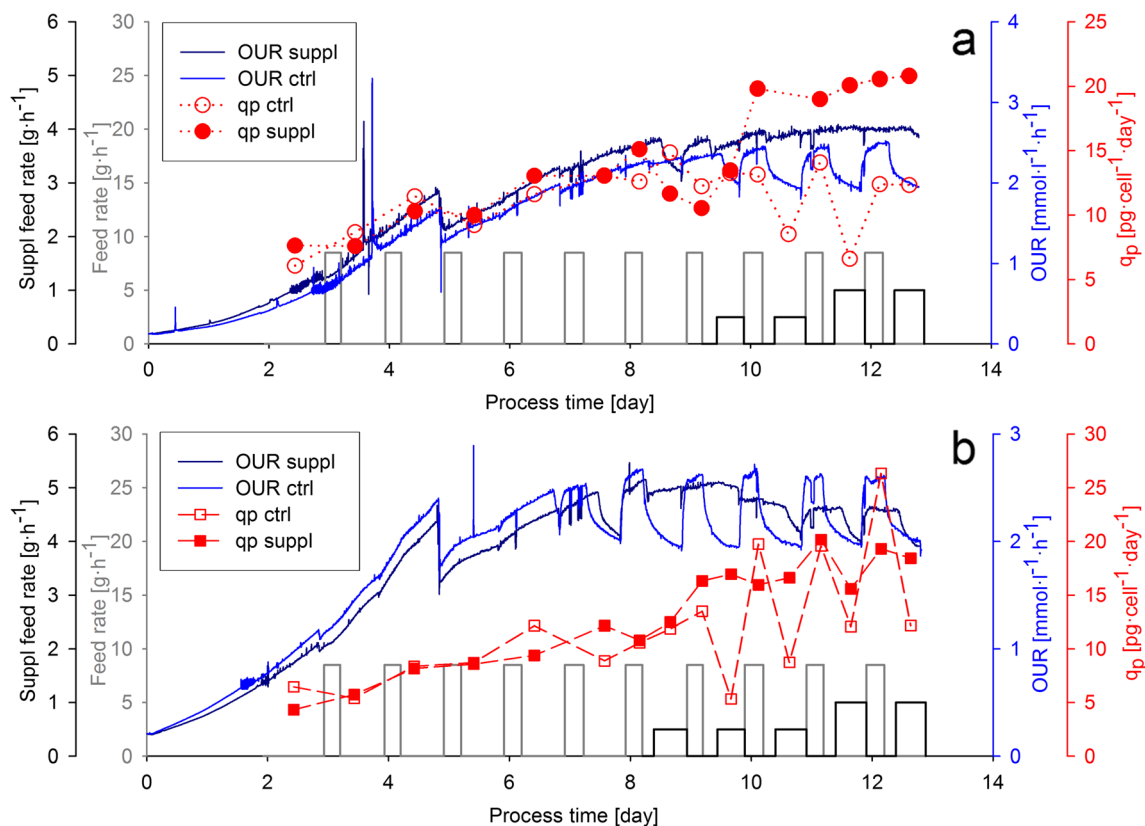 a
Suppl feed rate [g·h⁻¹]
6
5
4
3
2
1
0
Feed rate [g·h⁻¹]
30
25
20
15
10
5
0
OUR suppl
OUR ctrl
qp ctrl
qp suppl
OUR [mmol·l⁻¹·h⁻¹]
4
3
2
1
0
qₚ [pg·cell⁻¹·day⁻¹]
30
25
20
15
10
5
0
0 2 4 6 8 10 12 14
Process time [day]
b
Suppl feed rate [g·h⁻¹]
6
5
4
3
2
1
0
Feed rate [g·h⁻¹]
30
25
20
15
10
5
0
OUR suppl
OUR ctrl
qp ctrl
qp suppl
OUR [mmol·l⁻¹·h⁻¹]
3
2
1
0
qₚ [pg·cell⁻¹·day⁻¹]
30
25
20
15
10
5
0
0 2 4 6 8 10 12 14
Process time [day]